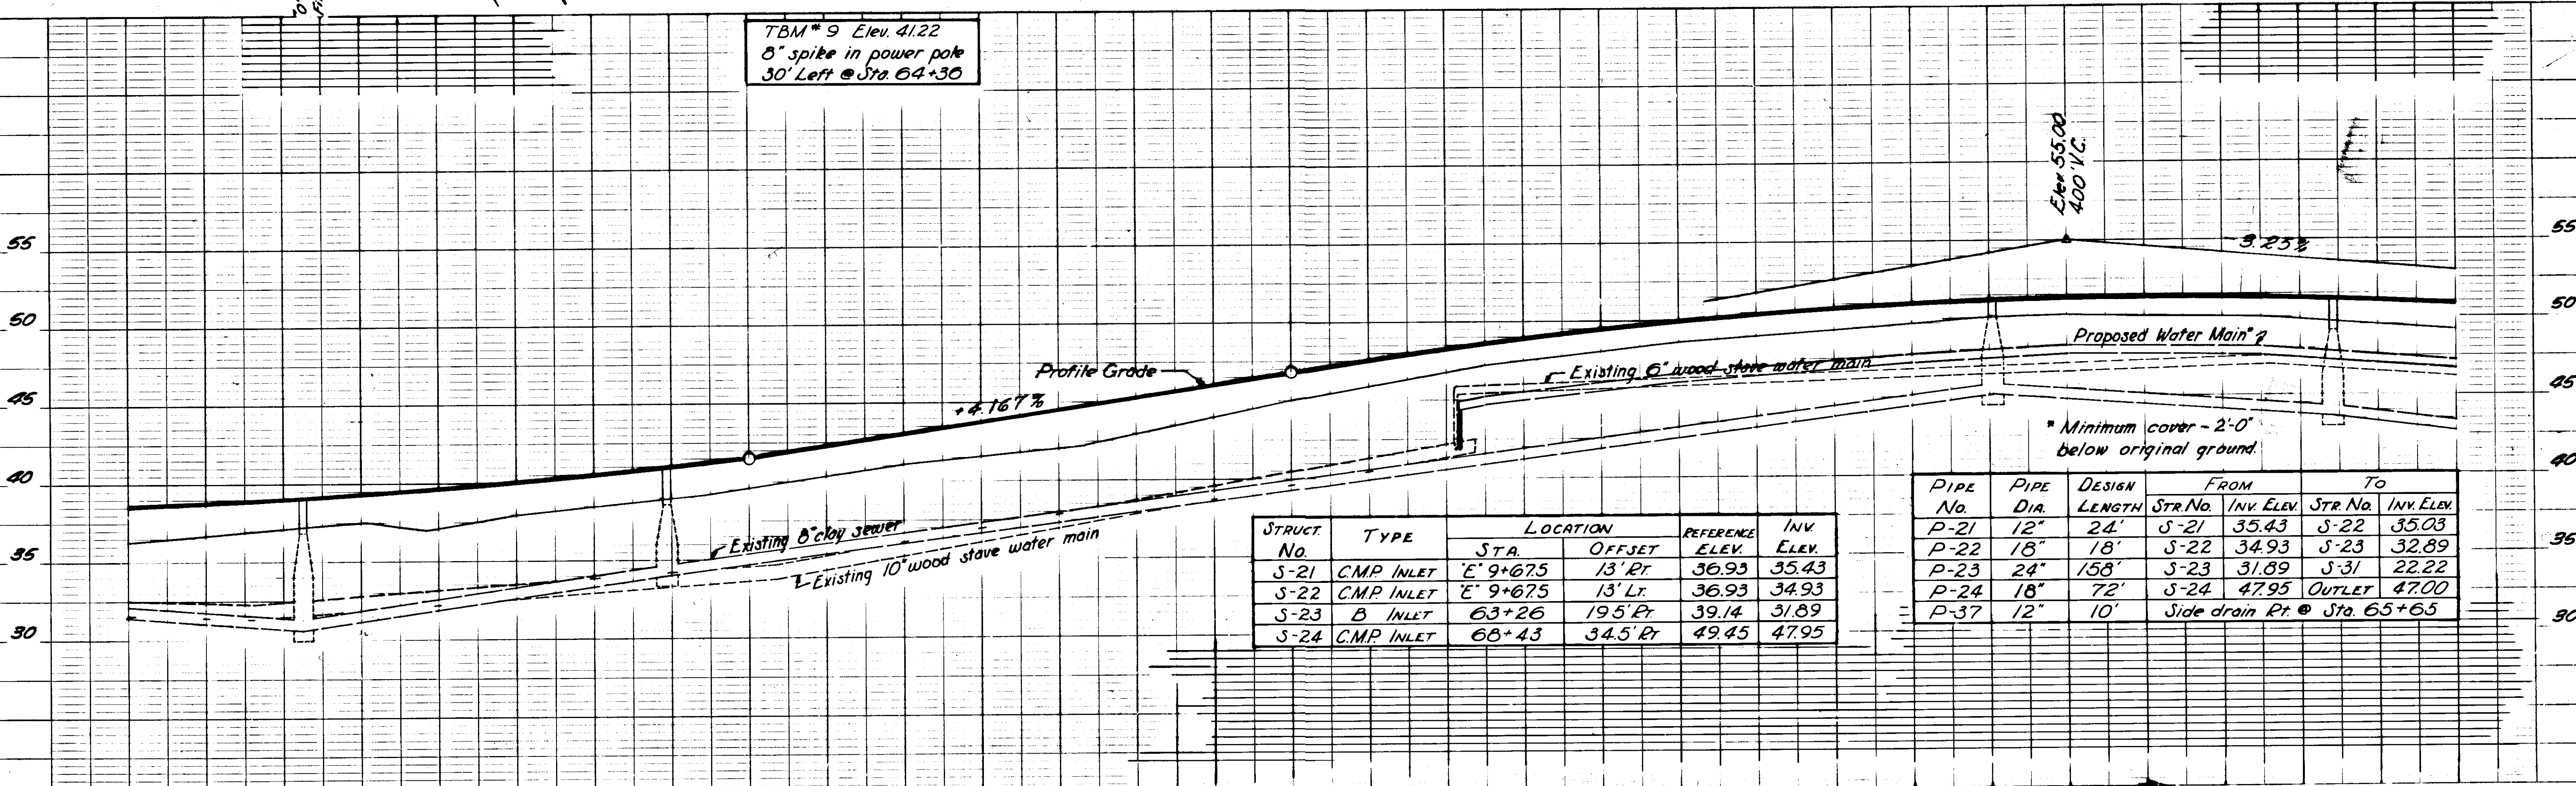 TBM # 9 Elev. 41.22
8" spike in power pole
30' Left @ Sta. 64+36
Elev 55.00
400' V.C.
-3.25%
55
50
45
40
35
30
55
50
45
40
35
30
Profile Grade
+4.167%
Existing 6" wood stave water main
Proposed Water Main*
* Minimum cover - 2'-0"
below original ground.
Existing 8" clay sewer
Existing 10" wood stave water main
STRUCT. No. TYPE LOCATION REFERENCE ELEV. INV. ELEV.
STA. OFFSET
S-21 C.M.P. INLET "E" 9+67.5 13' RT. 36.93 35.43
S-22 C.M.P. INLET "E" 9+67.5 13' LT. 36.93 34.93
S-23 B INLET 63+26 19.5' RT. 39.14 31.89
S-24 C.M.P. INLET 68+43 34.5' RT 49.45 47.95
PIPE No. PIPE DIA. DESIGN LENGTH FROM TO
STR. No. INV. ELEV. STR. No. INV. ELEV.
P-21 12" 24' S-21 35.43 S-22 35.03
P-22 18" 18' S-22 34.93 S-23 32.89
P-23 24" 158' S-23 31.89 S-31 22.22
P-24 18" 72' S-24 47.95 OUTLET 47.00
P-37 12" 10' Side drain Rt. @ Sta. 65+65